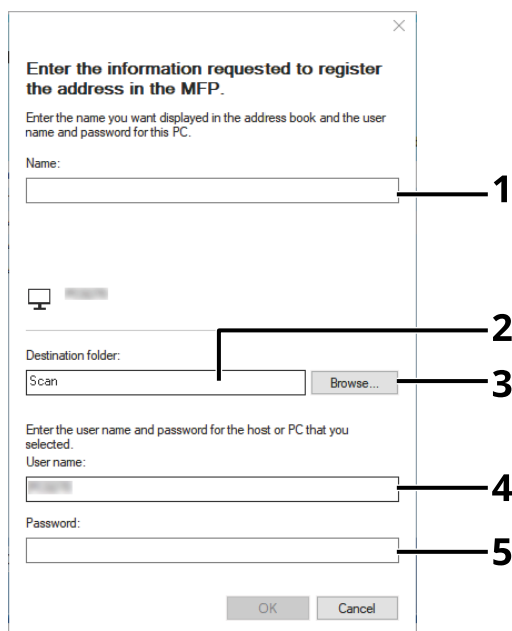 Enter the information requested to register
the address in the MFP.
Enter the name you want displayed in the address book and the user
name and password for this PC.
Name:
1
2
Destination folder:
Scan
Browse...
3
Enter the user name and password for the host or PC that you
selected.
User name:
4
Password:
5
OK
Cancel